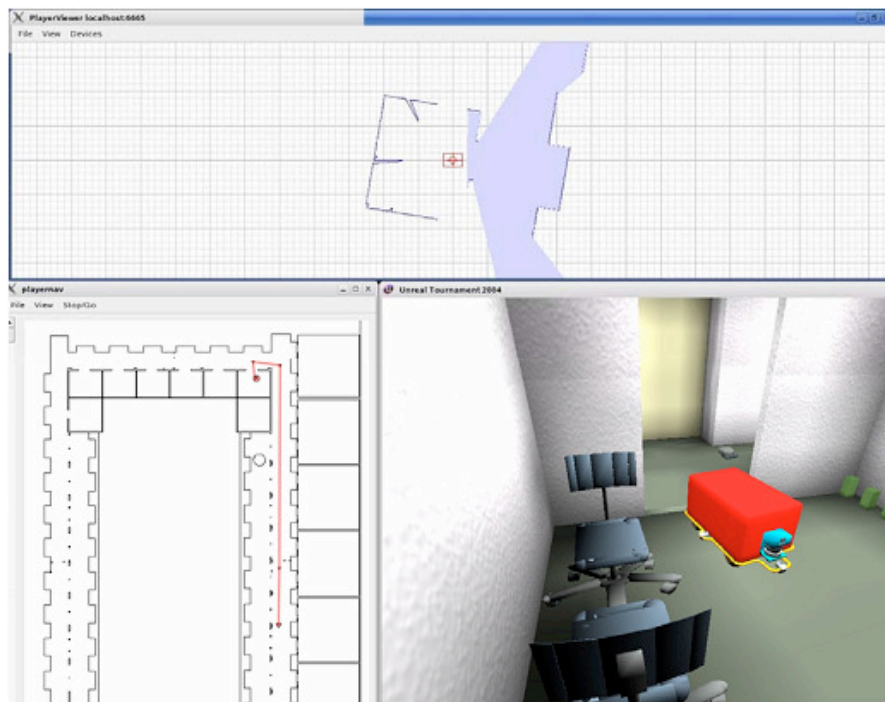 PlayerViewer localhost:6665
File View Devices
playernav
File View Stop/Go
Unreal Tournament 2004